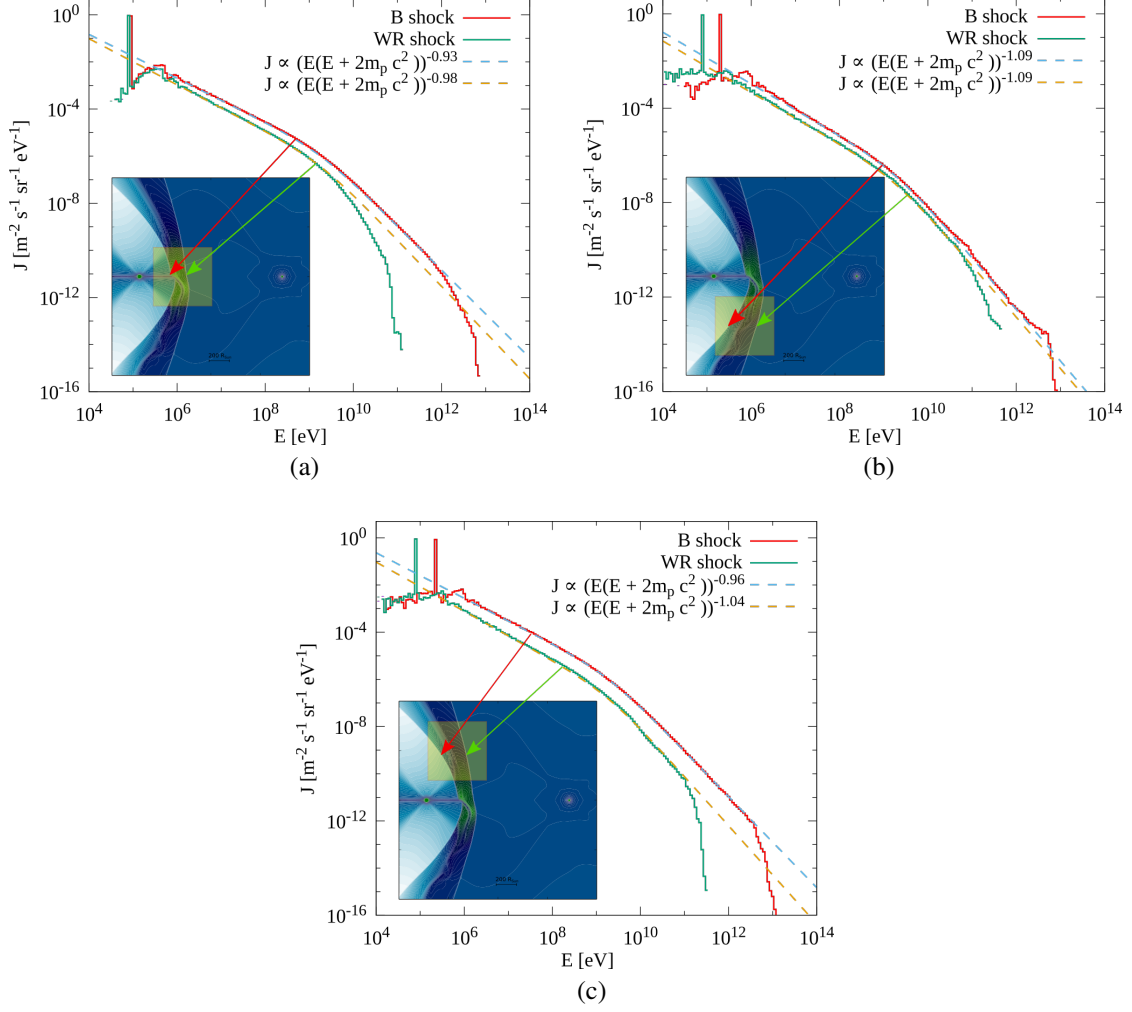 B shock
WR shock
J ∝ (E(E + 2m_p c^2 ))^-0.93
J ∝ (E(E + 2m_p c^2 ))^-0.98
J [m^-2 s^-1 sr^-1 eV^-1]
10^0
10^-4
10^-8
10^-12
10^-16
10^4 10^6 10^8 10^10 10^12 10^14
E [eV]
(a)
B shock
WR shock
J ∝ (E(E + 2m_p c^2 ))^-1.09
J ∝ (E(E + 2m_p c^2 ))^-1.09
J [m^-2 s^-1 sr^-1 eV^-1]
10^0
10^-4
10^-8
10^-12
10^-16
10^4 10^6 10^8 10^10 10^12 10^14
E [eV]
(b)
B shock
WR shock
J ∝ (E(E + 2m_p c^2 ))^-0.96
J ∝ (E(E + 2m_p c^2 ))^-1.04
J [m^-2 s^-1 sr^-1 eV^-1]
10^0
10^-4
10^-8
10^-12
10^-16
10^4 10^6 10^8 10^10 10^12 10^14
E [eV]
(c)